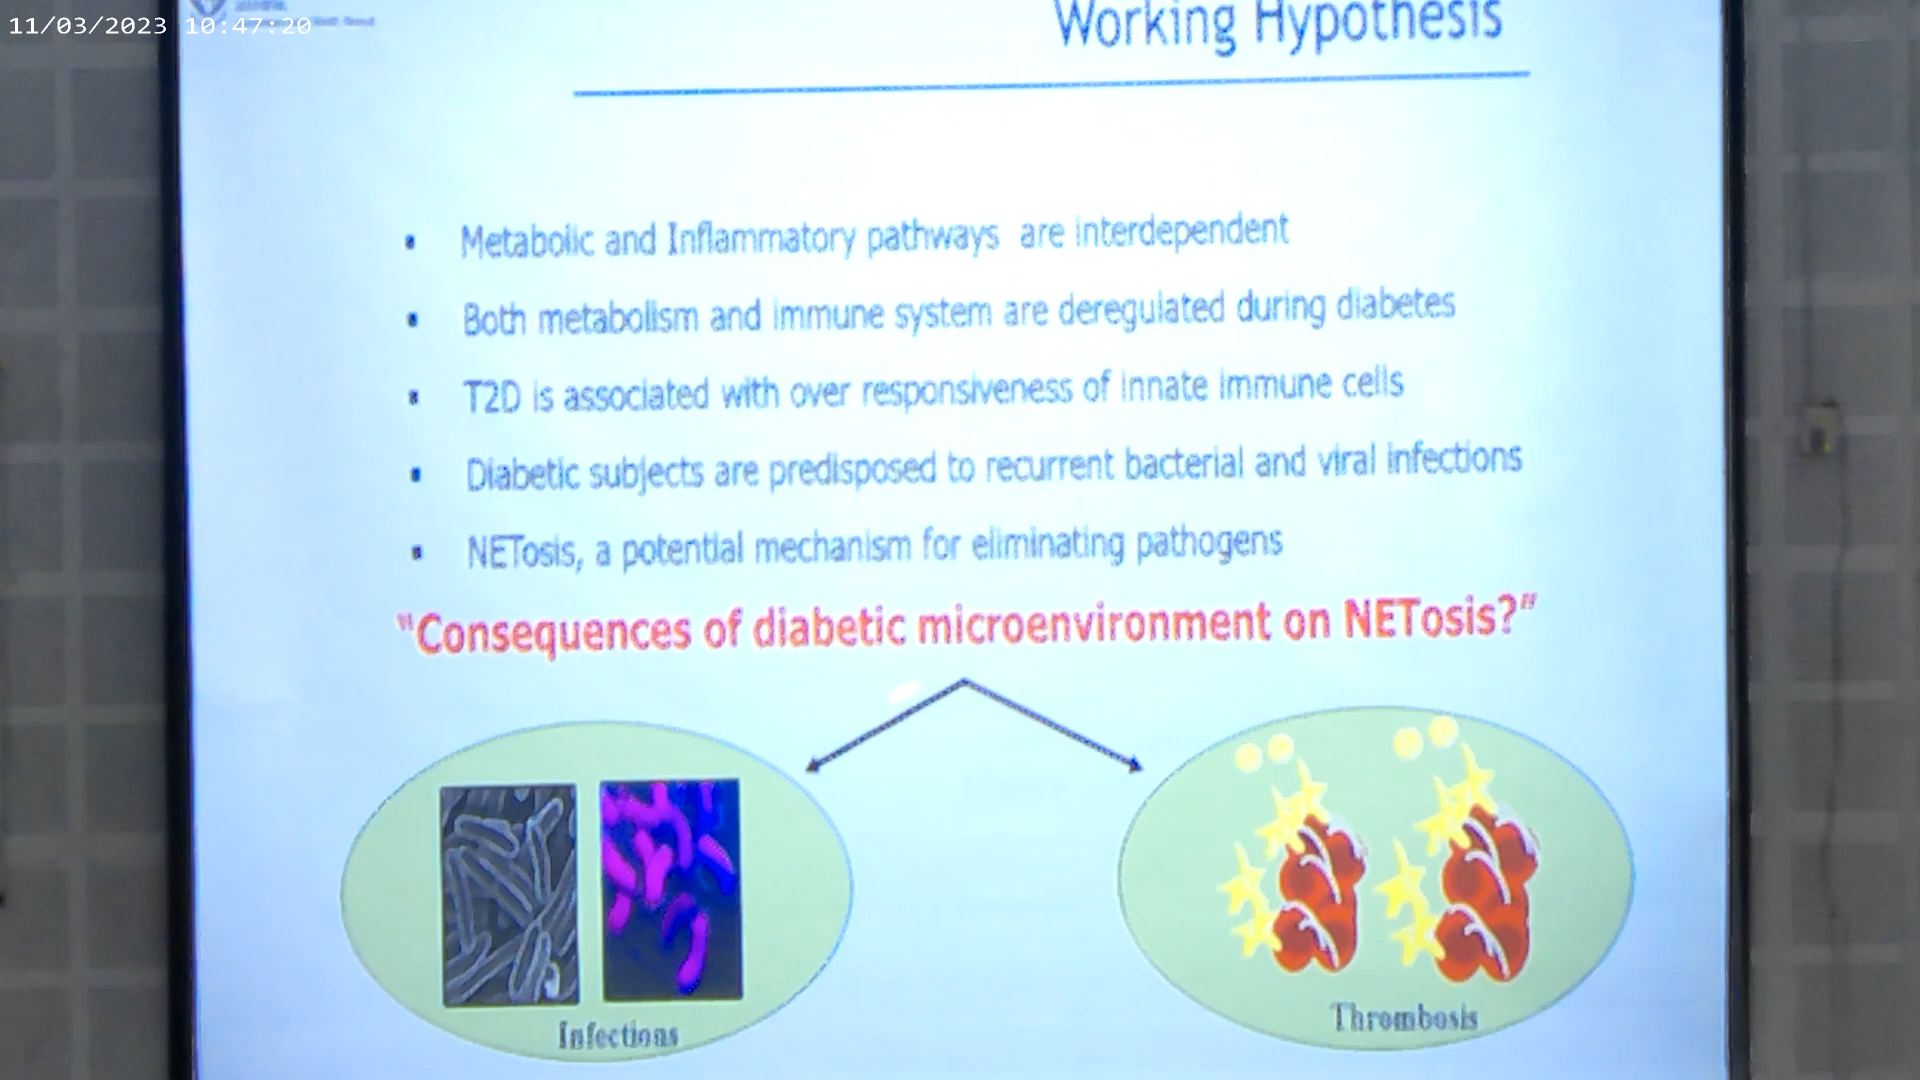 11/03/2023 10:47:20
Working Hypothesis
▪ Metabolic and Inflammatory pathways are interdependent
▪ Both metabolism and immune system are deregulated during diabetes
▪ T2D is associated with over responsiveness of innate immune cells
▪ Diabetic subjects are predisposed to recurrent bacterial and viral infections
▪ NETosis, a potential mechanism for eliminating pathogens
"Consequences of diabetic microenvironment on NETosis?"
Infections
Thrombosis